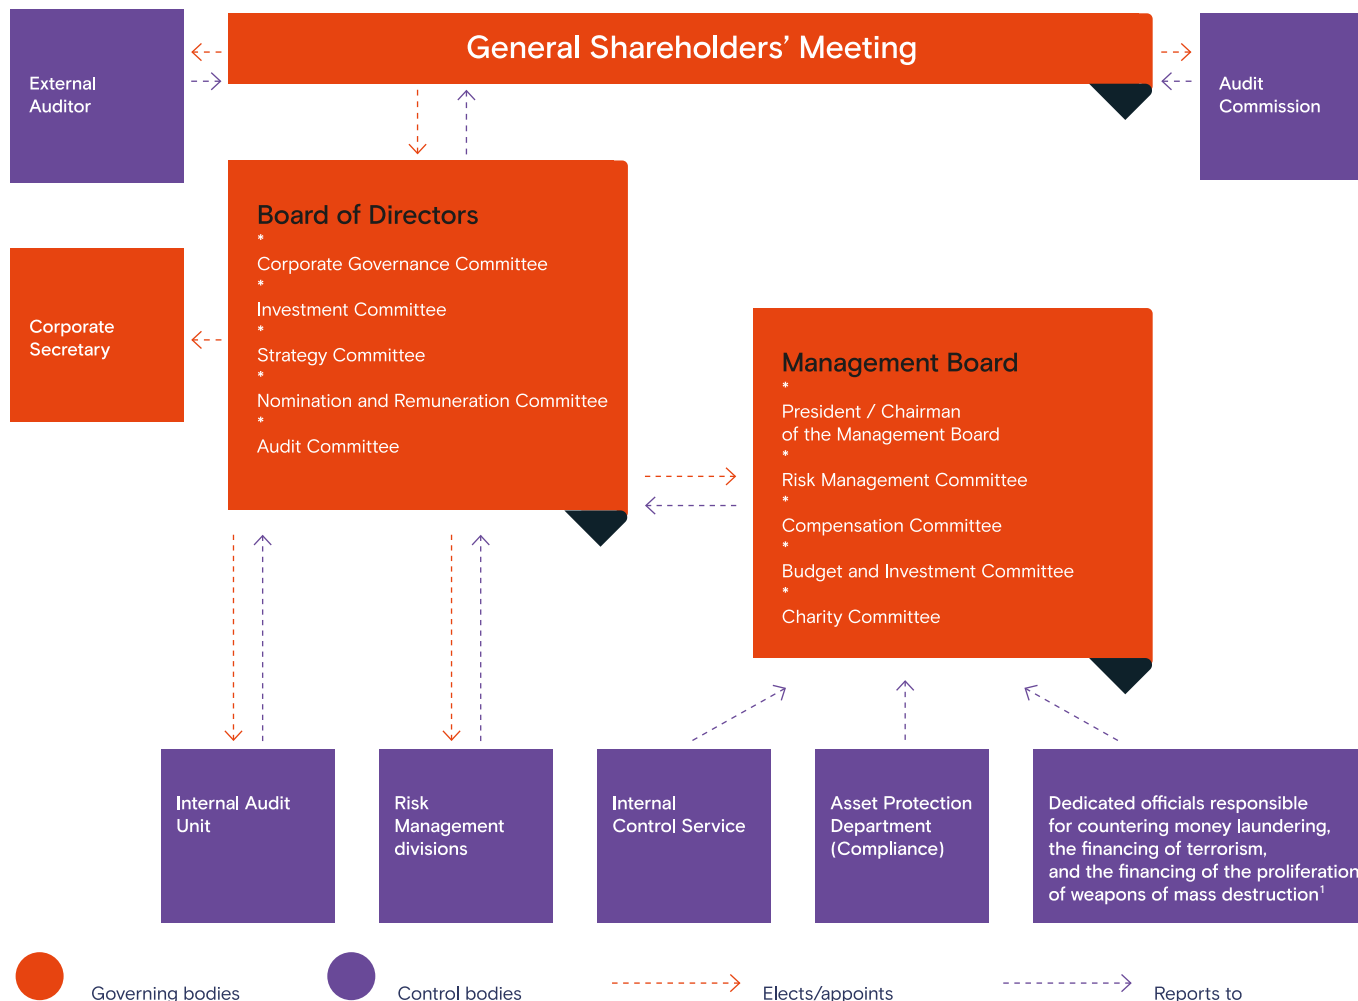 General Shareholders’ Meeting
External
Auditor
Audit
Commission
Board of Directors
*
Corporate Governance Committee
*
Investment Committee
*
Strategy Committee
*
Nomination and Remuneration Committee
*
Audit Committee
Corporate
Secretary
Management Board
*
President / Chairman
of the Management Board
*
Risk Management Committee
*
Compensation Committee
*
Budget and Investment Committee
*
Charity Committee
Internal Audit
Unit
Risk
Management
divisions
Internal
Control Service
Asset Protection
Department
(Compliance)
Dedicated officials responsible
for countering money laundering,
the financing of terrorism,
and the financing of the proliferation
of weapons of mass destruction¹
Governing bodies
Control bodies
Elects/appoints
Reports to